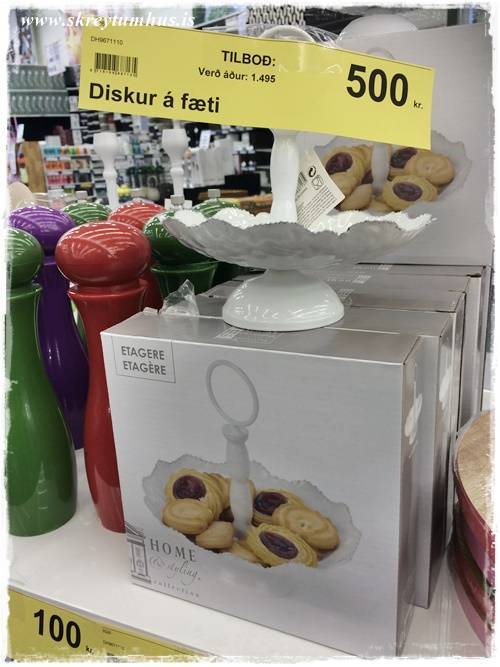 www.skreytumhus.is
DH9671110
TILBOÐ:
Verð áður: 1.495
500 kr.
Diskur á fæti
ETAGERE
ETAGÈRE
HOME
& styling
collection
100 kr.